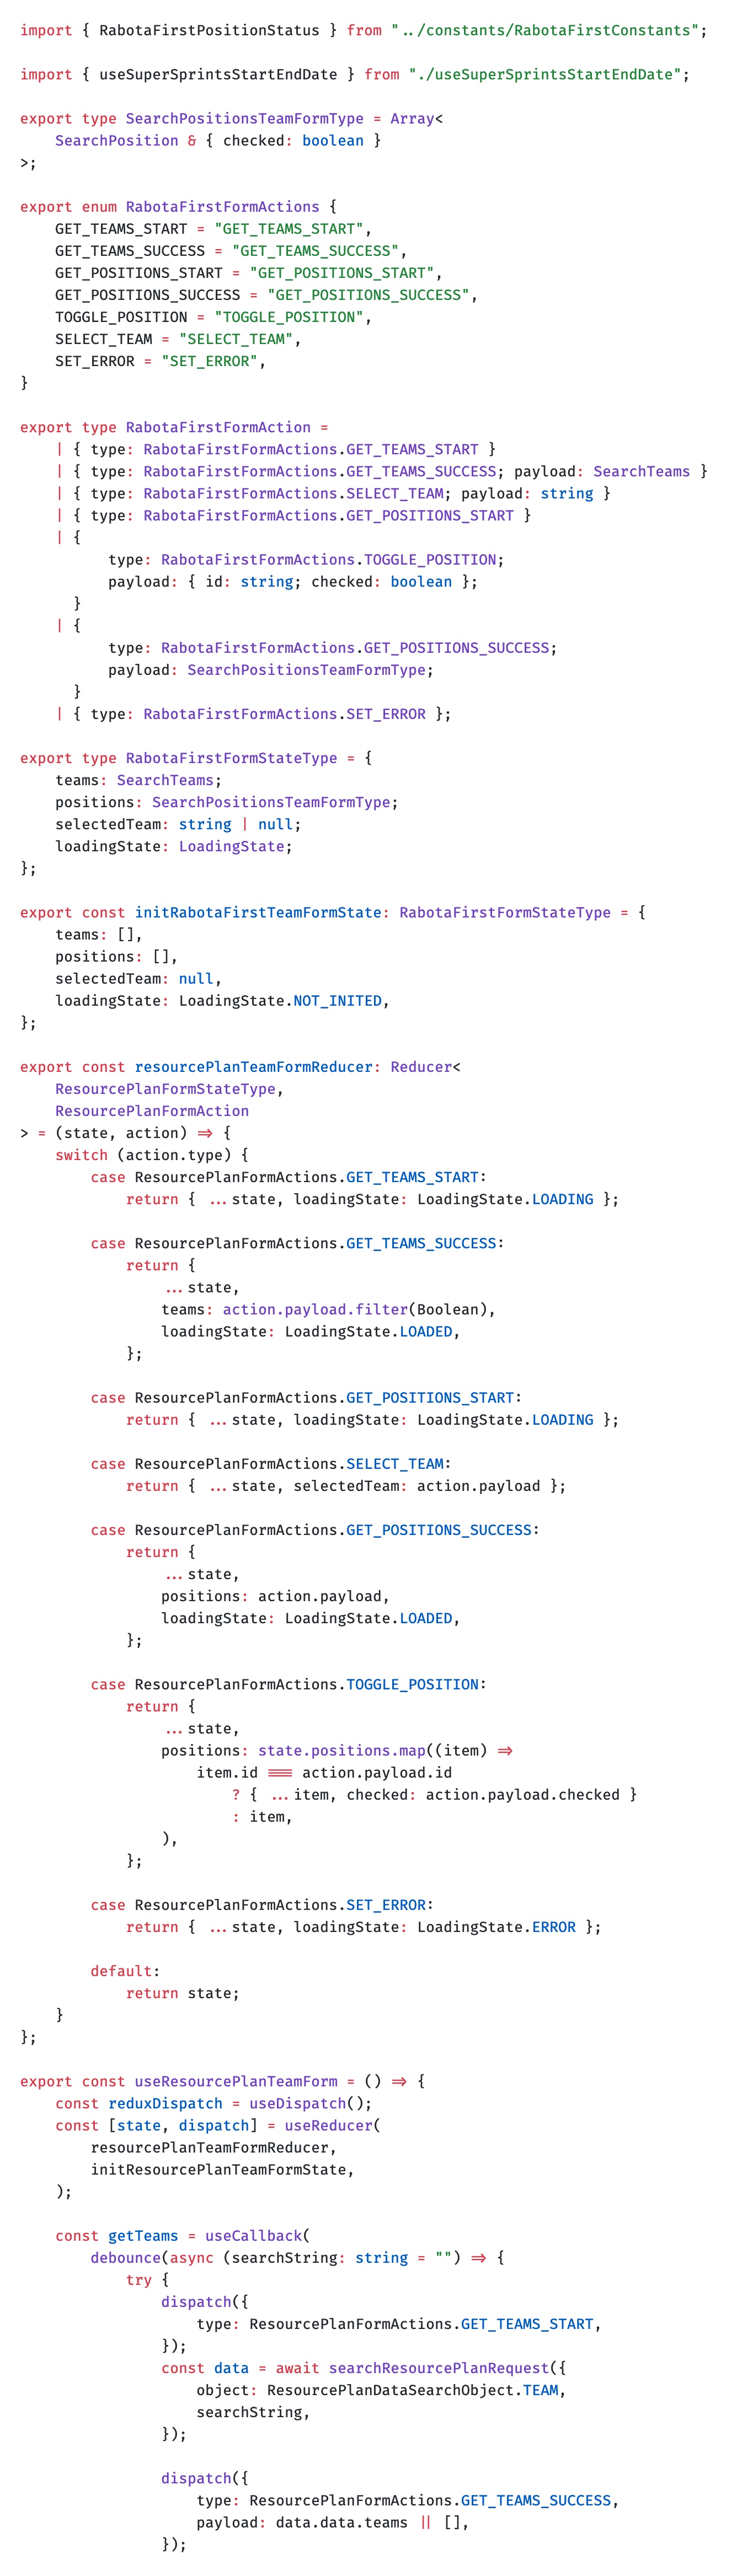 import { RabotaFirstPositionStatus } from "../constants/RabotaFirstConstants";

import { useSuperSprintsStartEndDate } from "./useSuperSprintsStartEndDate";

export type SearchPositionsTeamFormType = Array<
    SearchPosition & { checked: boolean }
>;

export enum RabotaFirstFormActions {
    GET_TEAMS_START = "GET_TEAMS_START",
    GET_TEAMS_SUCCESS = "GET_TEAMS_SUCCESS",
    GET_POSITIONS_START = "GET_POSITIONS_START",
    GET_POSITIONS_SUCCESS = "GET_POSITIONS_SUCCESS",
    TOGGLE_POSITION = "TOGGLE_POSITION",
    SELECT_TEAM = "SELECT_TEAM",
    SET_ERROR = "SET_ERROR",
}

export type RabotaFirstFormAction =
    | { type: RabotaFirstFormActions.GET_TEAMS_START }
    | { type: RabotaFirstFormActions.GET_TEAMS_SUCCESS; payload: SearchTeams }
    | { type: RabotaFirstFormActions.SELECT_TEAM; payload: string }
    | { type: RabotaFirstFormActions.GET_POSITIONS_START }
    | {
          type: RabotaFirstFormActions.TOGGLE_POSITION;
          payload: { id: string; checked: boolean };
      }
    | {
          type: RabotaFirstFormActions.GET_POSITIONS_SUCCESS;
          payload: SearchPositionsTeamFormType;
      }
    | { type: RabotaFirstFormActions.SET_ERROR };

export type RabotaFirstFormStateType = {
    teams: SearchTeams;
    positions: SearchPositionsTeamFormType;
    selectedTeam: string | null;
    loadingState: LoadingState;
};

export const initRabotaFirstTeamFormState: RabotaFirstFormStateType = {
    teams: [],
    positions: [],
    selectedTeam: null,
    loadingState: LoadingState.NOT_INITED,
};

export const resourcePlanTeamFormReducer: Reducer<
    ResourcePlanFormStateType,
    ResourcePlanFormAction
> = (state, action) => {
    switch (action.type) {
        case ResourcePlanFormActions.GET_TEAMS_START:
            return { ...state, loadingState: LoadingState.LOADING };

        case ResourcePlanFormActions.GET_TEAMS_SUCCESS:
            return {
                ...state,
                teams: action.payload.filter(Boolean),
                loadingState: LoadingState.LOADED,
            };

        case ResourcePlanFormActions.GET_POSITIONS_START:
            return { ...state, loadingState: LoadingState.LOADING };

        case ResourcePlanFormActions.SELECT_TEAM:
            return { ...state, selectedTeam: action.payload };

        case ResourcePlanFormActions.GET_POSITIONS_SUCCESS:
            return {
                ...state,
                positions: action.payload,
                loadingState: LoadingState.LOADED,
            };

        case ResourcePlanFormActions.TOGGLE_POSITION:
            return {
                ...state,
                positions: state.positions.map((item) =>
                    item.id === action.payload.id
                        ? { ...item, checked: action.payload.checked }
                        : item,
                ),
            };

        case ResourcePlanFormActions.SET_ERROR:
            return { ...state, loadingState: LoadingState.ERROR };

        default:
            return state;
    }
};

export const useResourcePlanTeamForm = () => {
    const reduxDispatch = useDispatch();
    const [state, dispatch] = useReducer(
        resourcePlanTeamFormReducer,
        initResourcePlanTeamFormState,
    );

    const getTeams = useCallback(
        debounce(async (searchString: string = "") => {
            try {
                dispatch({
                    type: ResourcePlanFormActions.GET_TEAMS_START,
                });
                const data = await searchResourcePlanRequest({
                    object: ResourcePlanDataSearchObject.TEAM,
                    searchString,
                });

                dispatch({
                    type: ResourcePlanFormActions.GET_TEAMS_SUCCESS,
                    payload: data.data.teams || [],
                });